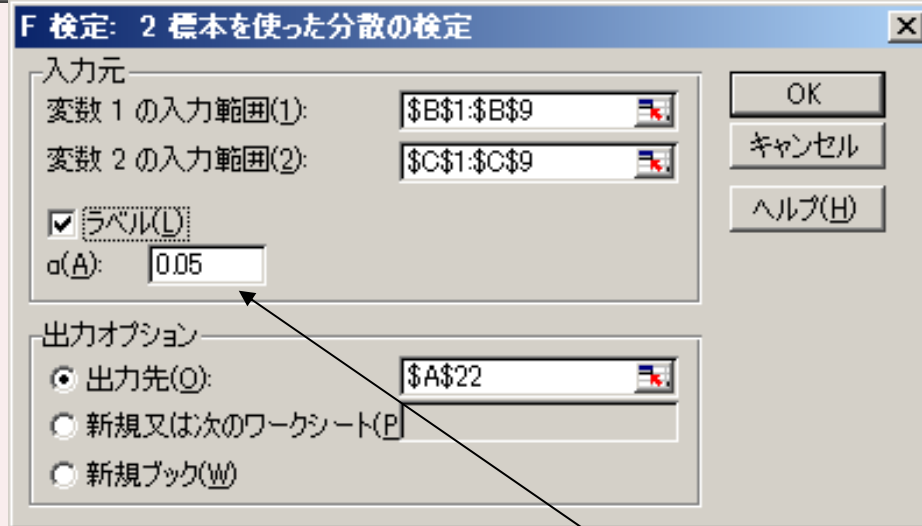 F 検定: 2 標本を使った分散の検定
入力元
変数 1 の入力範囲(1): $B$1:$B$9
変数 2 の入力範囲(2): $C$1:$C$9
ラベル(L)
α(A): 0.05
OK
キャンセル
ヘルプ(H)
出力オプション
出力先(O): $A$22
新規又は次のワークシート(P
新規ブック(W)